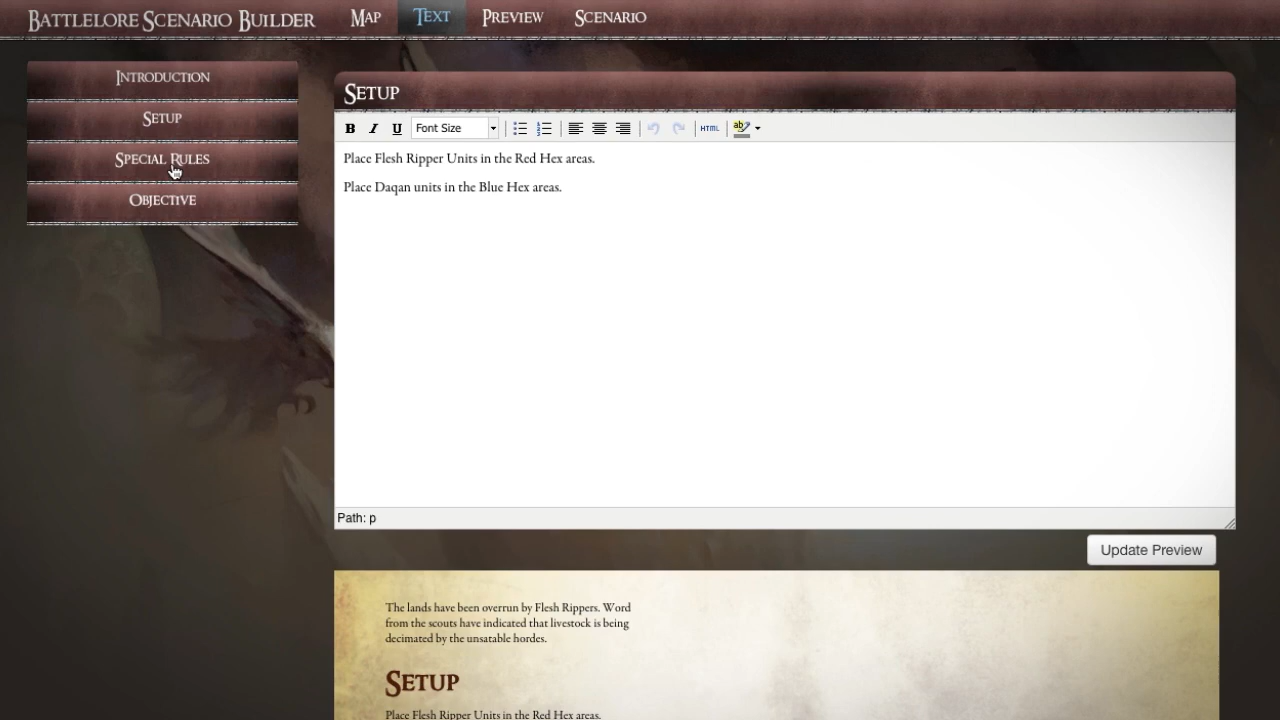 Battlelore Scenario Builder
Map
Text
Preview
Scenario
Introduction
Setup
Special Rules
Objective
Setup
B I U Font Size HTML ab
Place Flesh Ripper Units in the Red Hex areas.
Place Daqan units in the Blue Hex areas.
Path: p
Update Preview
The lands have been overrun by Flesh Rippers. Word
from the scouts have indicated that livestock is being
decimated by the unsatable hordes.
Setup
Place Flesh Ripper Units in the Red Hex areas.